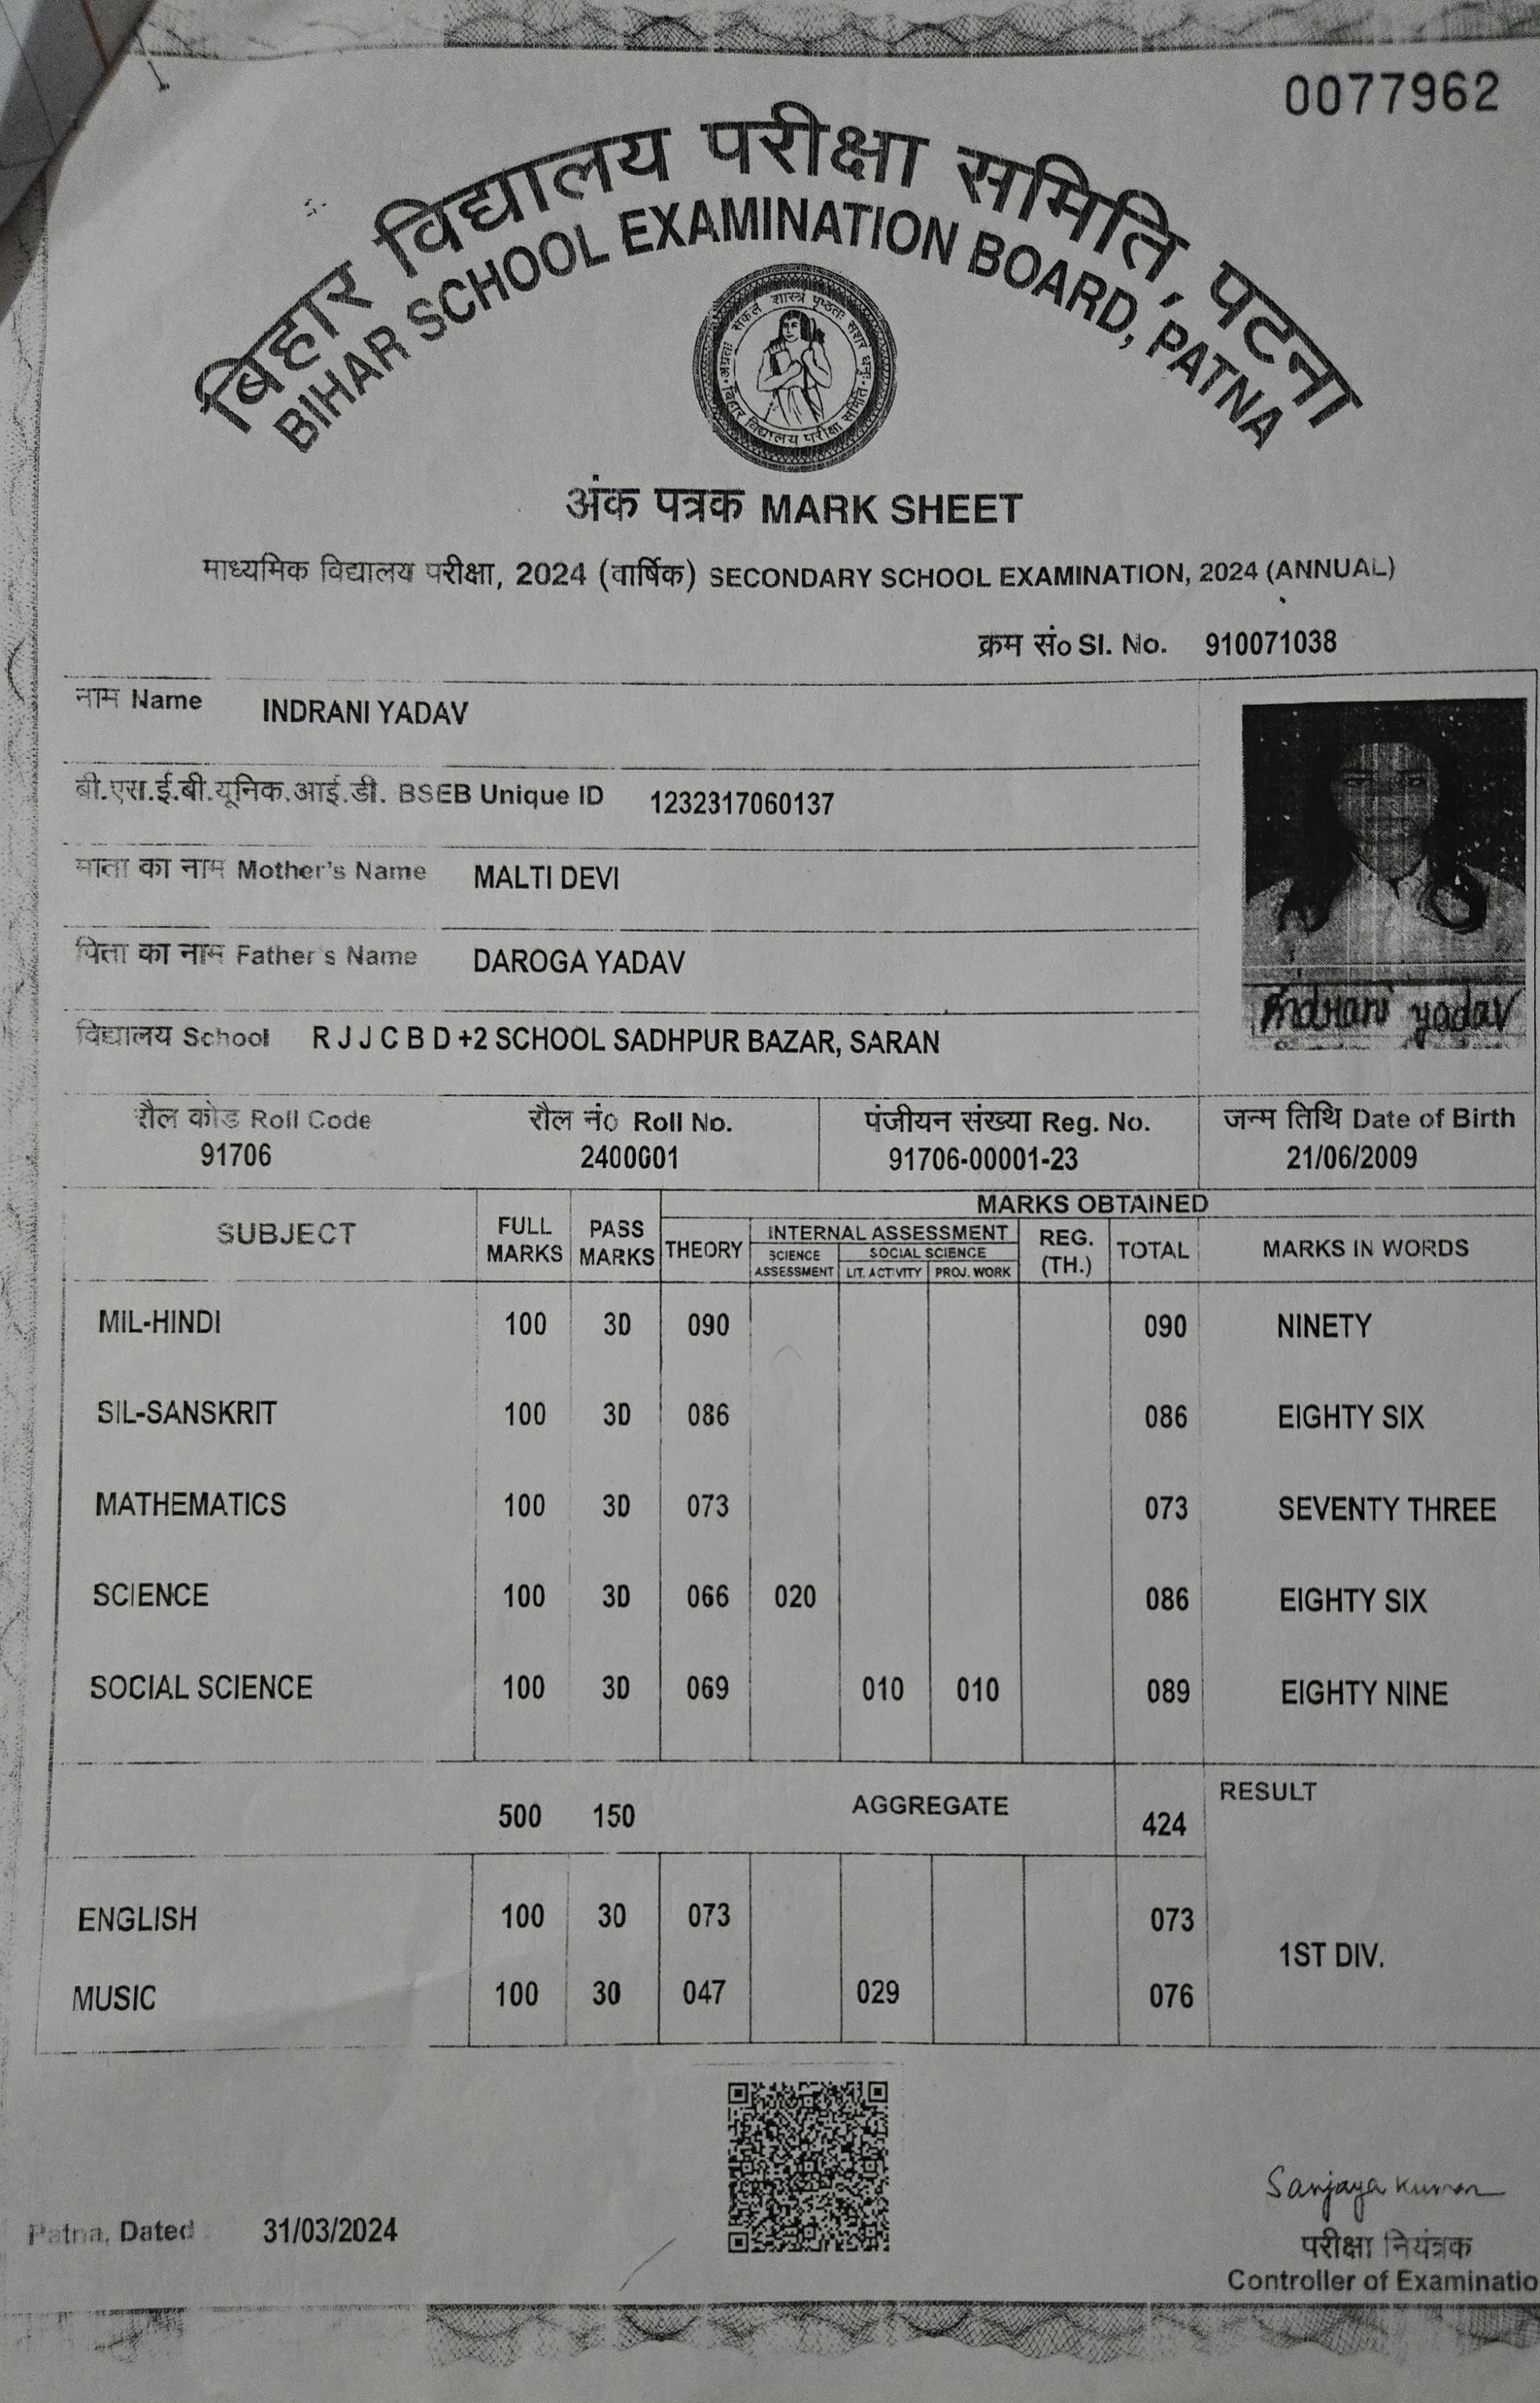 0077962
बिहार विद्यालय परीक्षा समिति, पटना
BIHAR SCHOOL EXAMINATION BOARD, PATNA
बिहार विद्यालय परीक्षा समिति
अंक पत्रक MARK SHEET
माध्यमिक विद्यालय परीक्षा, 2024 (वार्षिक) SECONDARY SCHOOL EXAMINATION, 2024 (ANNUAL)
क्रम सं० Sl. No. 910071038
नाम Name INDRANI YADAV
बी.एस.ई.बी.यूनिक.आई.डी. BSEB Unique ID 1232317060137
माता का नाम Mother's Name MALTI DEVI
पिता का नाम Father's Name DAROGA YADAV
Indrani yadav
विद्यालय School R J J C B D +2 SCHOOL SADHPUR BAZAR, SARAN
रौल कोड Roll Code रौल नं० Roll No. पंजीयन संख्या Reg. No. जन्म तिथि Date of Birth
91706 2400001 91706-00001-23 21/06/2009
MARKS OBTAINED
SUBJECT FULL MARKS PASS MARKS THEORY INTERNAL ASSESSMENT REG. (TH.) TOTAL MARKS IN WORDS
SCIENCE ASSESSMENT SOCIAL SCIENCE
LIT. ACTIVITY PROJ. WORK
MIL-HINDI 100 30 090 090 NINETY
SIL-SANSKRIT 100 30 086 086 EIGHTY SIX
MATHEMATICS 100 30 073 073 SEVENTY THREE
SCIENCE 100 30 066 020 086 EIGHTY SIX
SOCIAL SCIENCE 100 30 069 010 010 089 EIGHTY NINE
500 150 AGGREGATE 424 RESULT
ENGLISH 100 30 073 073
1ST DIV.
MUSIC 100 30 047 029 076
Sanjaya Kumar
Patna, Dated 31/03/2024
परीक्षा नियंत्रक
Controller of Examinatio